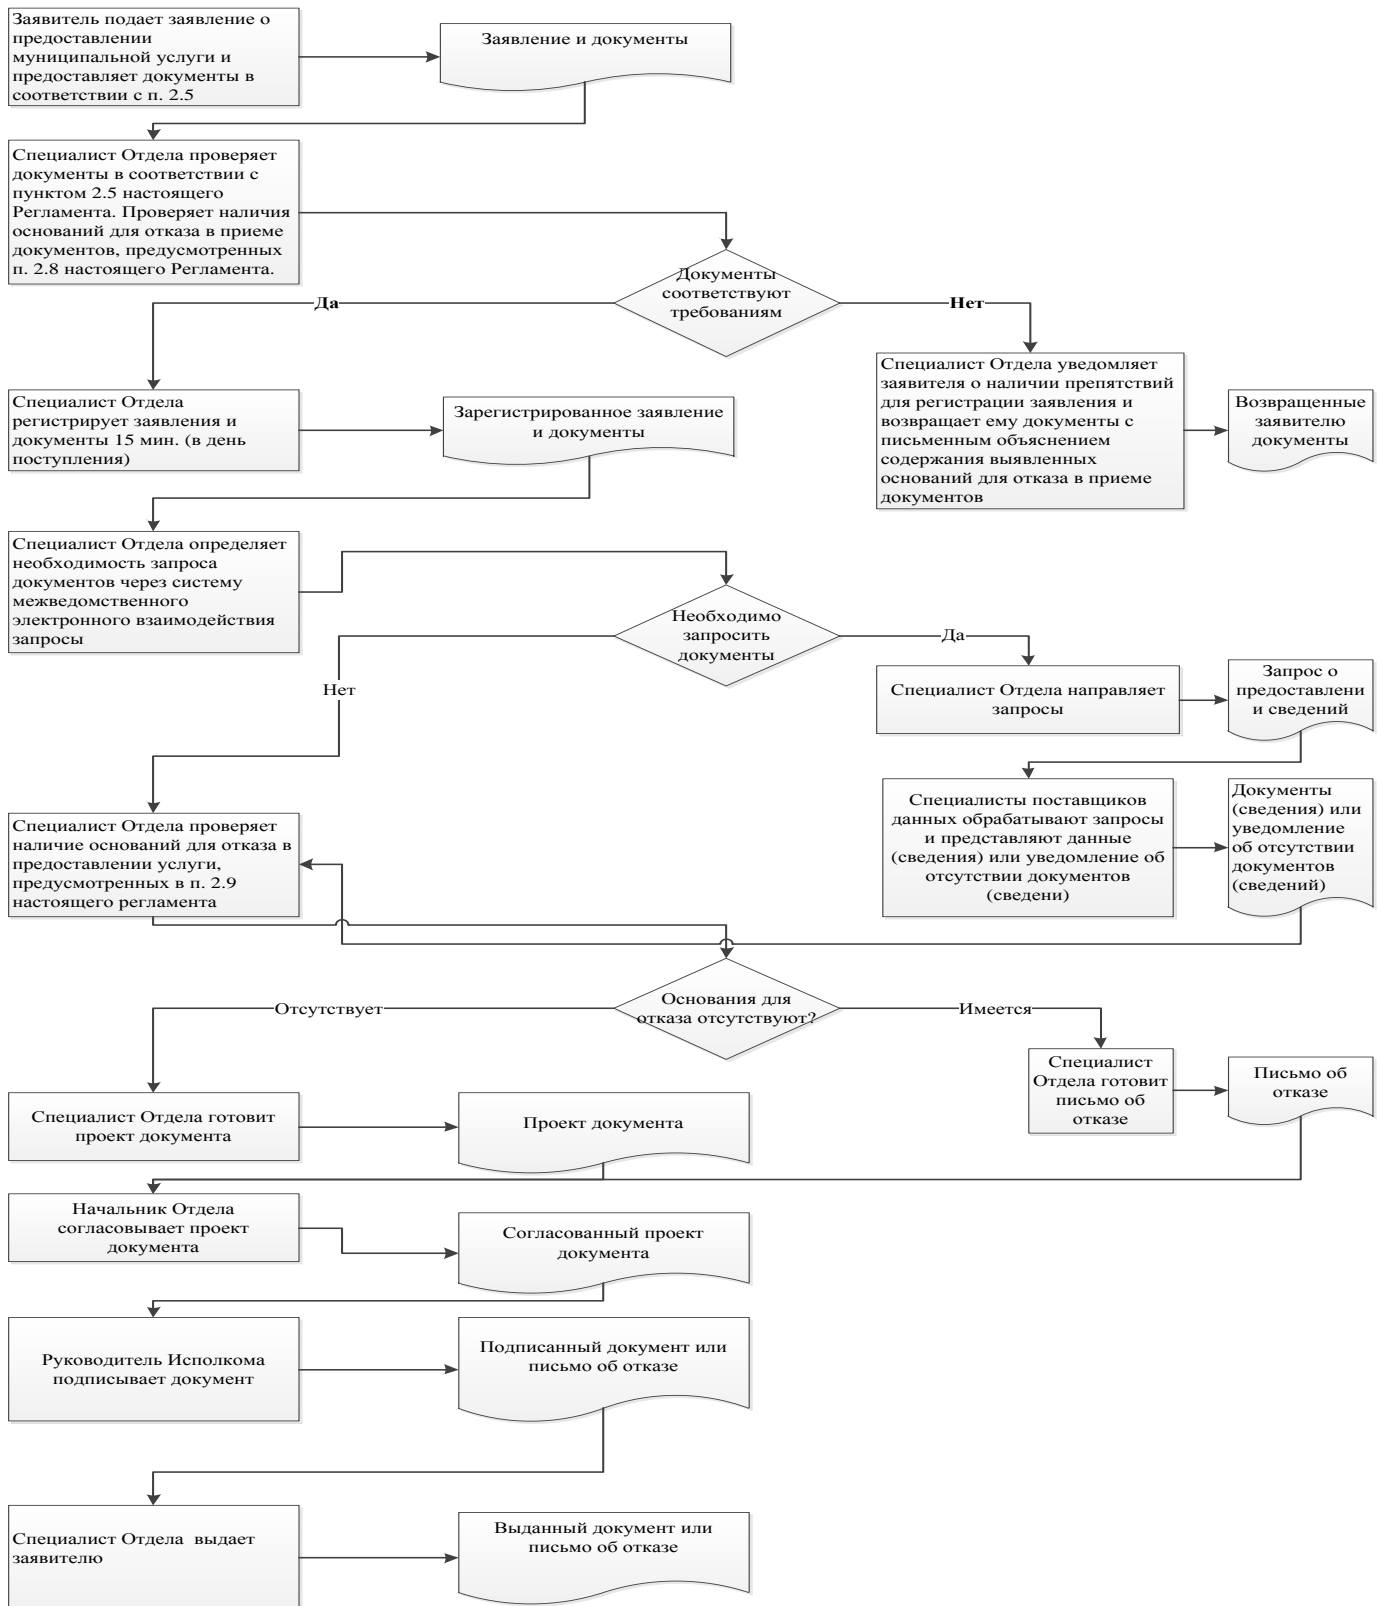 Заявитель подает заявление о
предоставлении
муниципальной услуги и
предоставляет документы в
соответствии с п. 2.5
Заявление и документы
Специалист Отдела проверяет
документы в соответствии с
пунктом 2.5 настоящего
Регламента. Проверяет наличия
оснований для отказа в приеме
документов, предусмотренных
п. 2.8 настоящего Регламента.
Документы
соответствуют
требованиям
Да
Нет
Специалист Отдела
регистрирует заявления и
документы 15 мин. (в день
поступления)
Зарегистрированное заявление
и документы
Специалист Отдела уведомляет
заявителя о наличии препятствий
для регистрации заявления и
возвращает ему документы с
письменным объяснением
содержания выявленных
оснований для отказа в приеме
документов
Возвращенные
заявителю
документы
Специалист Отдела определяет
необходимость запроса
документов через систему
межведомственного
электронного взаимодействия
запросы
Необходимо
запросить
документы
Да
Нет
Специалист Отдела направляет
запросы
Запрос о
предоставлени
и сведений
Специалисты поставщиков
данных обрабатывают запросы
и представляют данные
(сведения) или уведомление об
отсутствии документов
(сведени)
Документы
(сведения) или
уведомление
об отсутствии
документов
(сведений)
Специалист Отдела проверяет
наличие оснований для отказа в
предоставлении услуги,
предусмотренных в п. 2.9
настоящего регламента
Основания для
отказа отсутствуют?
Отсутствует
Имеется
Специалист
Отдела готовит
письмо об
отказе
Письмо об
отказе
Специалист Отдела готовит
проект документа
Проект документа
Начальник Отдела
согласовывает проект
документа
Согласованный проект
документа
Руководитель Исполкома
подписывает документ
Подписанный документ или
письмо об отказе
Специалист Отдела  выдает
заявителю
Выданный документ или
письмо об отказе